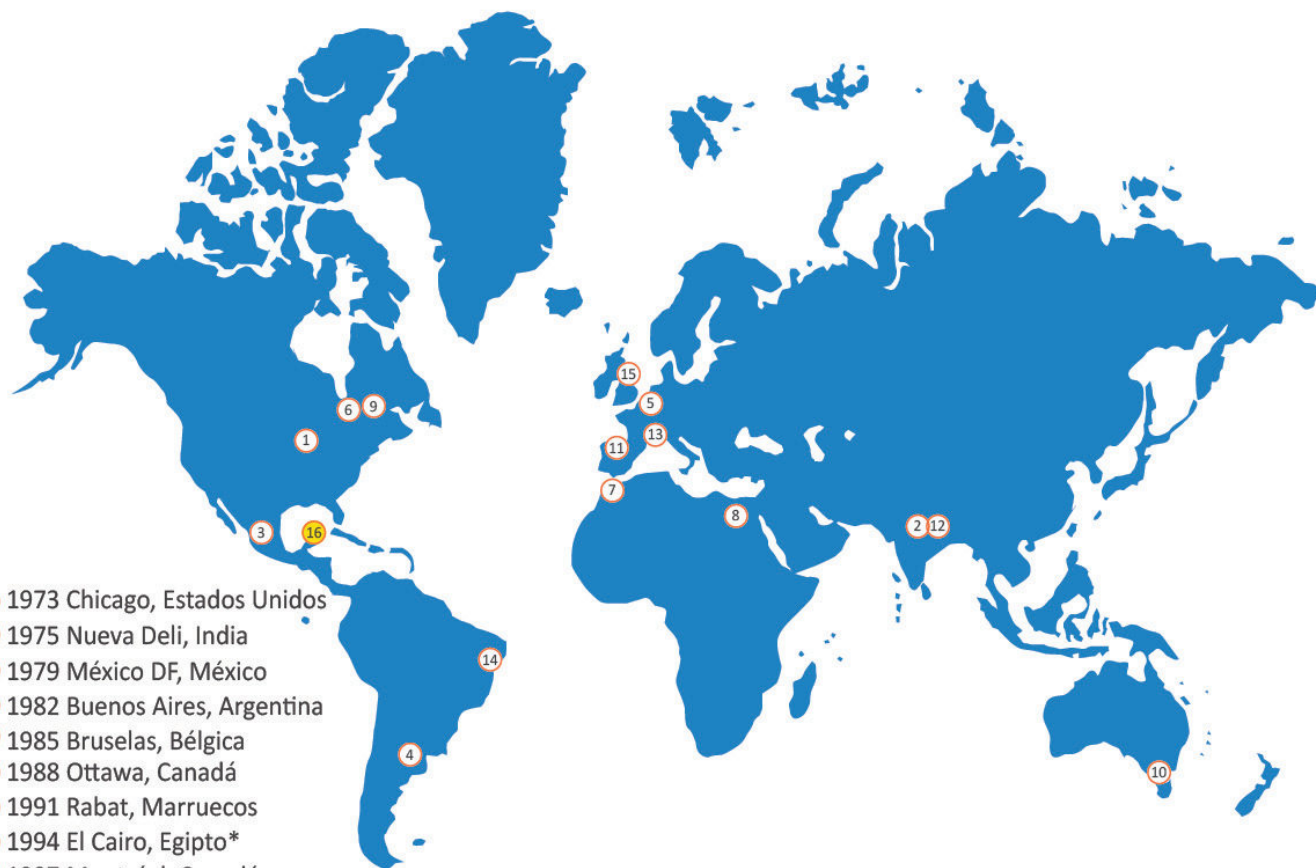 15
5
6
9
13
1
11
7
8
2
12
3
16
1973 Chicago, Estados Unidos
1975 Nueva Deli, India
14
1979 México DF, México
1982 Buenos Aires, Argentina
1985 Bruselas, Bélgica
4
1988 Ottawa, Canadá
10
1991 Rabat, Marruecos
1994 El Cairo, Egipto*